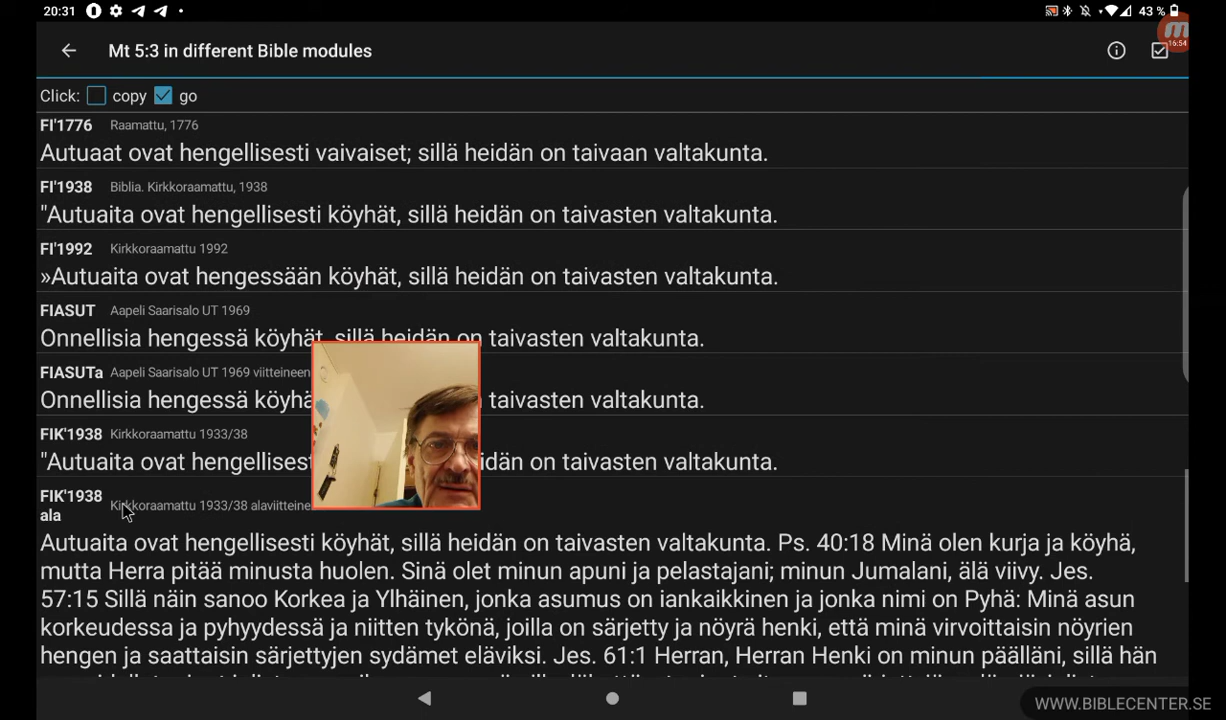 20:31
43 %
Mt 5:3 in different Bible modules
16:54
Click: copy go
FI'1776 Raamattu, 1776
Autuaat ovat hengellisesti vaivaiset; sillä heidän on taivaan valtakunta.
FI'1938 Biblia. Kirkkoraamattu, 1938
"Autuaita ovat hengellisesti köyhät, sillä heidän on taivasten valtakunta.
FI'1992 Kirkkoraamattu 1992
»Autuaita ovat hengessään köyhät, sillä heidän on taivasten valtakunta.
FIASUT Aapeli Saarisalo UT 1969
Onnellisia hengessä köyhät, sillä heidän on taivasten valtakunta.
FIASUTa Aapeli Saarisalo UT 1969 viitteineen
Onnellisia hengessä taivasten valtakunta.
FIK'1938 Kirkkoraamattu 1933/38
"Autuaita ovat taivasten valtakunta.
FIK'1938 Kirkkoraamattu 1933/38
ala
Autuaita ovat hengellisesti köyhät, sillä heidän on taivasten valtakunta. Ps. 40:18 Minä olen kurja ja köyhä,
mutta Herra pitää minusta huolen. Sinä olet minun apuni ja pelastajani; minun Jumalani, älä viivy. Jes.
57:15 Sillä näin sanoo Korkea ja Ylhäinen, jonka asumus on iankaikkinen ja jonka nimi on Pyhä: Minä asun
korkeudessa ja pyhyydessä ja niitten tykönä, joilla on särjetty ja nöyrä henki, että minä virvoittaisin nöyrien
hengen ja saattaisin särjettyjen sydämet eläviksi. Jes. 61:1 Herran, Herran Henki on minun päälläni, sillä hän
WWW.BIBLECENTER.SE